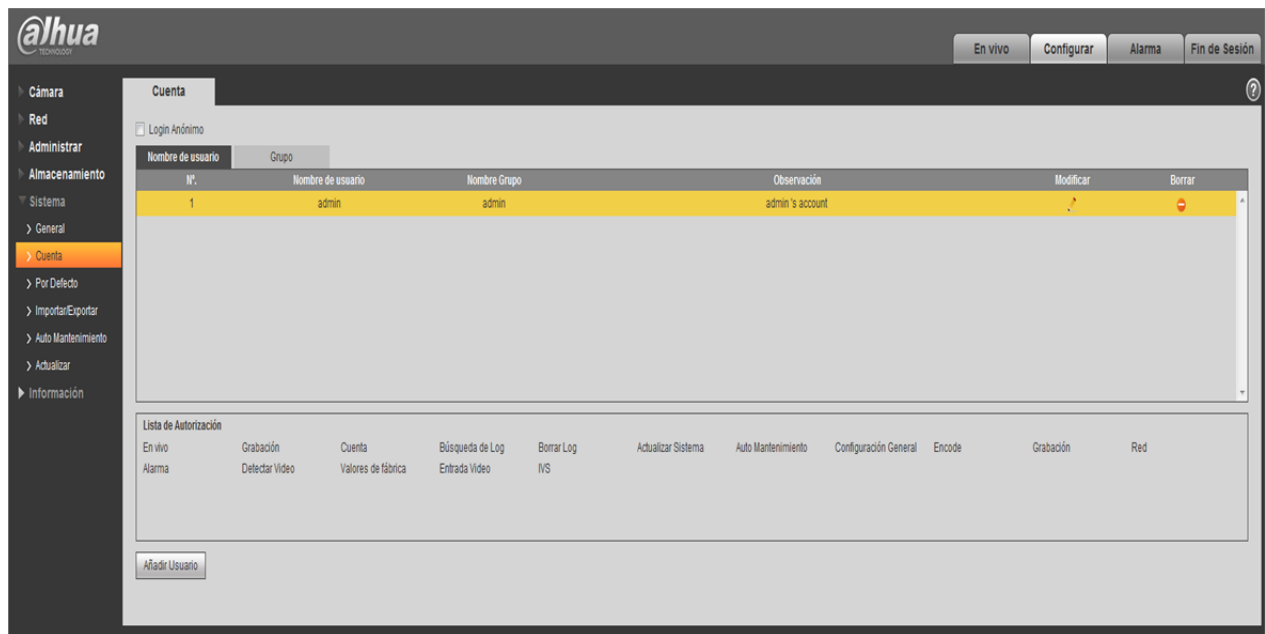 alhua
TECHNOLOGY
En vivo Configurar Alarma Fin de Sesión
Cámara
Red
Administrar
Almacenamiento
Sistema
General
Cuenta
Por Defecto
Importar/Exportar
Auto Mantenimiento
Actualizar
Información
Cuenta
?
Login Anónimo
Nombre de usuario Grupo
Nº. Nombre de usuario Nombre Grupo Observación Modificar Borrar
1 admin admin admin 's account
Lista de Autorización
En vivo Grabación Cuenta Búsqueda de Log Borrar Log Actualizar Sistema Auto Mantenimiento Configuración General Encode Grabación Red
Alarma Detectar Video Valores de fábrica Entrada Video IVS
Añadir Usuario